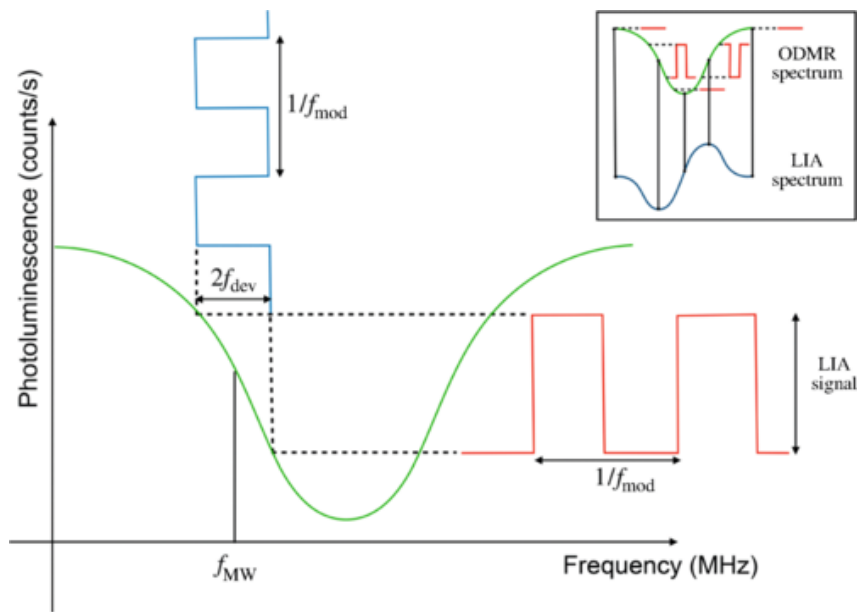 Photoluminescence (counts/s)
1/fmod
2fdev
ODMR
spectrum
LIA
spectrum
LIA
signal
1/fmod
fMW
Frequency (MHz)